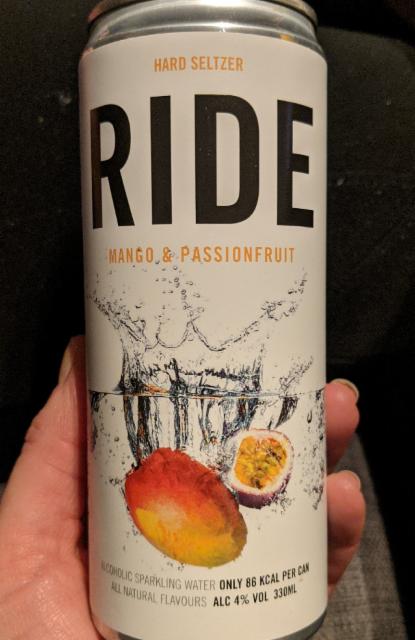 HARD SELTZER
RIDE
MANGO & PASSIONFRUIT
ALCOHOLIC SPARKLING WATER ONLY 86 KCAL PER CAN
ALL NATURAL FLAVOURS ALC 4% VOL 330ML